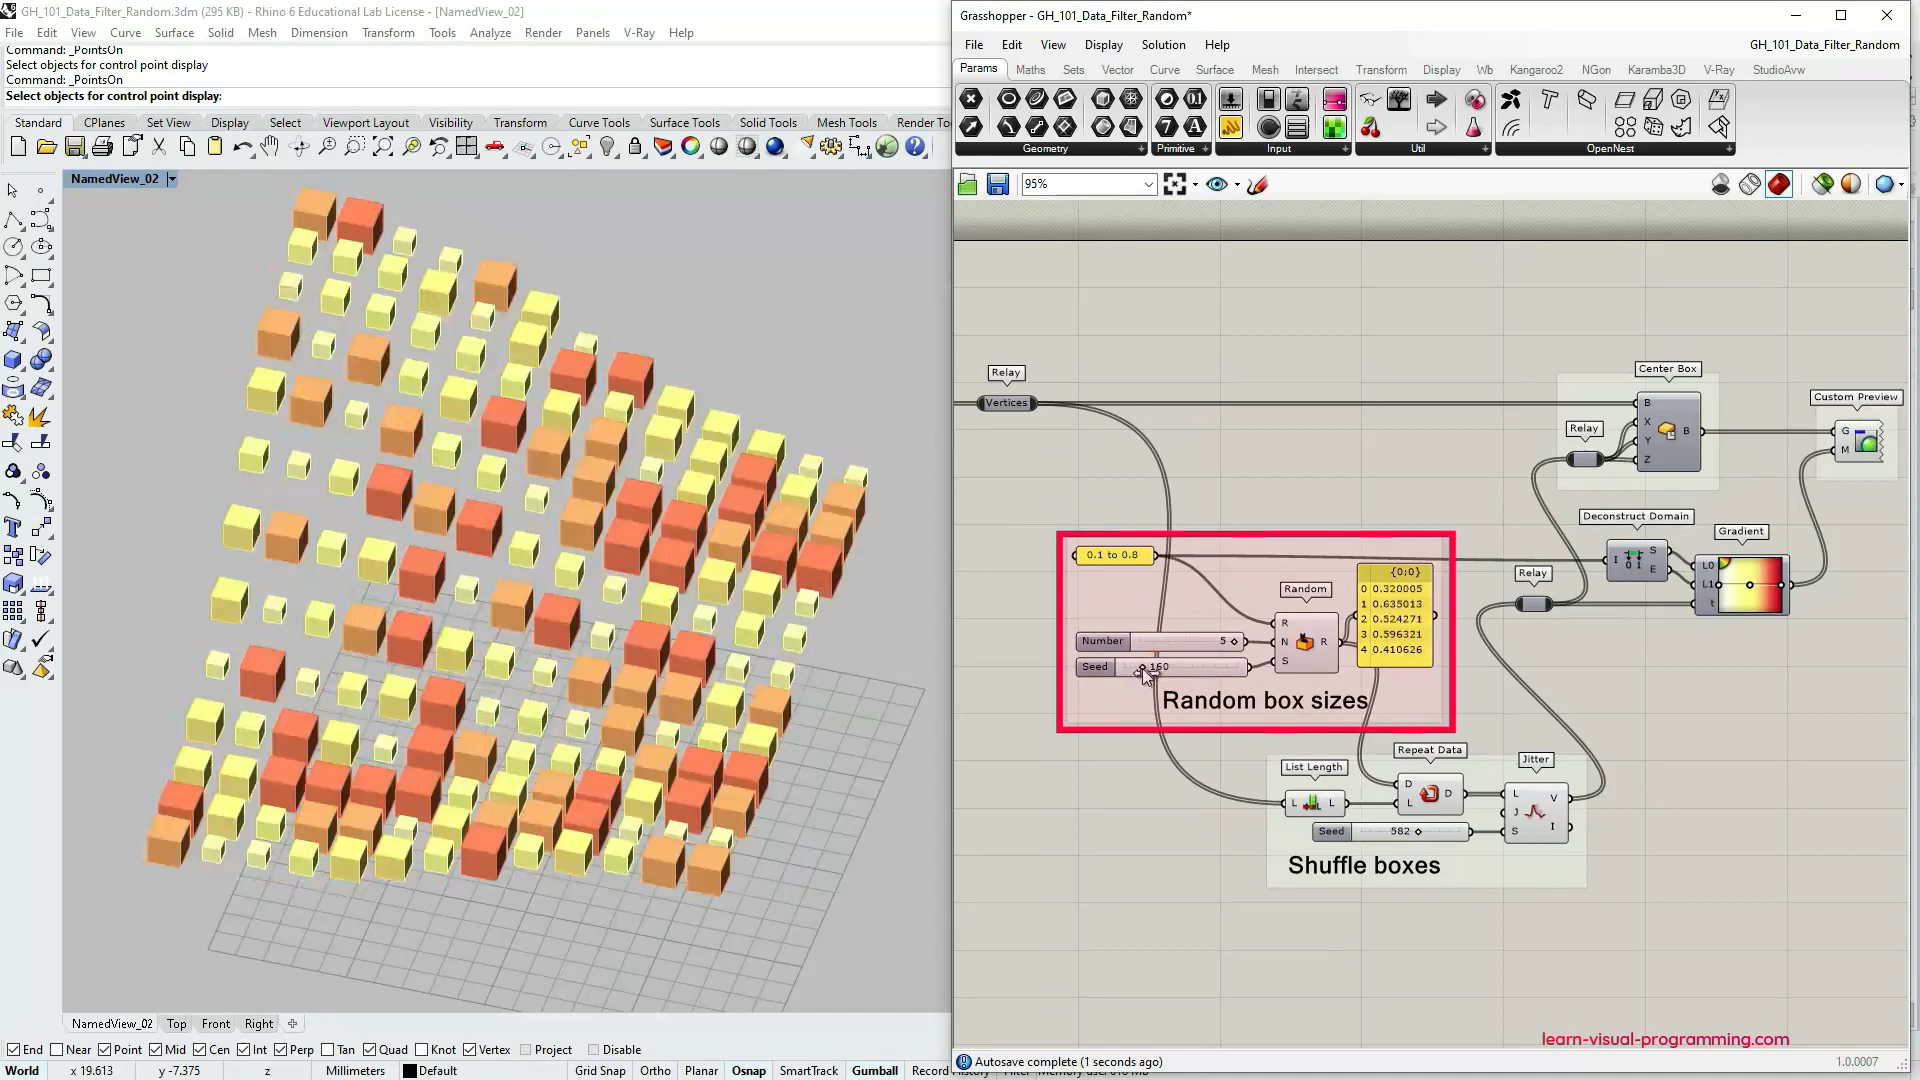 GH_101_Data_Filter_Random.3dm (295 KB) - Rhino 6 Educational Lab License - [NamedView_02]
File Edit View Curve Surface Solid Mesh Dimension Transform Tools Analyze Render Panels V-Ray Help
Command: _PointsOn
Select objects for control point display
Command: _PointsOn
Select objects for control point display:
Standard CPlanes Set View Display Select Viewport Layout Visibility Transform Curve Tools Surface Tools Solid Tools Mesh Tools Render To
NamedView_02
NamedView_02 Top Front Right
End Near Point Mid Cen Int Perp Tan Quad Knot Vertex Project Disable
World x 19.613 y -7.375 z Millimeters Default Grid Snap Ortho Planar Osnap SmartTrack Gumball Record
Grasshopper - GH_101_Data_Filter_Random*
File Edit View Display Solution Help GH_101_Data_Filter_Random
Params Maths Sets Vector Curve Surface Mesh Intersect Transform Display Wb Kangaroo2 NGon Karamba3D V-Ray StudioAvw
Geometry Primitive Input Util OpenNest
95%
Relay
Vertices
Center Box
B
X
Y
Z
B
Relay
Custom Preview
G
M
Deconstruct Domain
I
S
E
Gradient
L0
L1
t
Relay
0.1 to 0.8
Random
R
N
S
R
{0;0}
0 0.320005
1 0.635013
2 0.524271
3 0.596321
4 0.410626
Number 5
Seed 160
Random box sizes
List Length
L L
Repeat Data
D
L
D
Jitter
L
J
S
V
I
Seed 582
Shuffle boxes
learn-visual-programming.com
Autosave complete (1 seconds ago) 1.0.0007